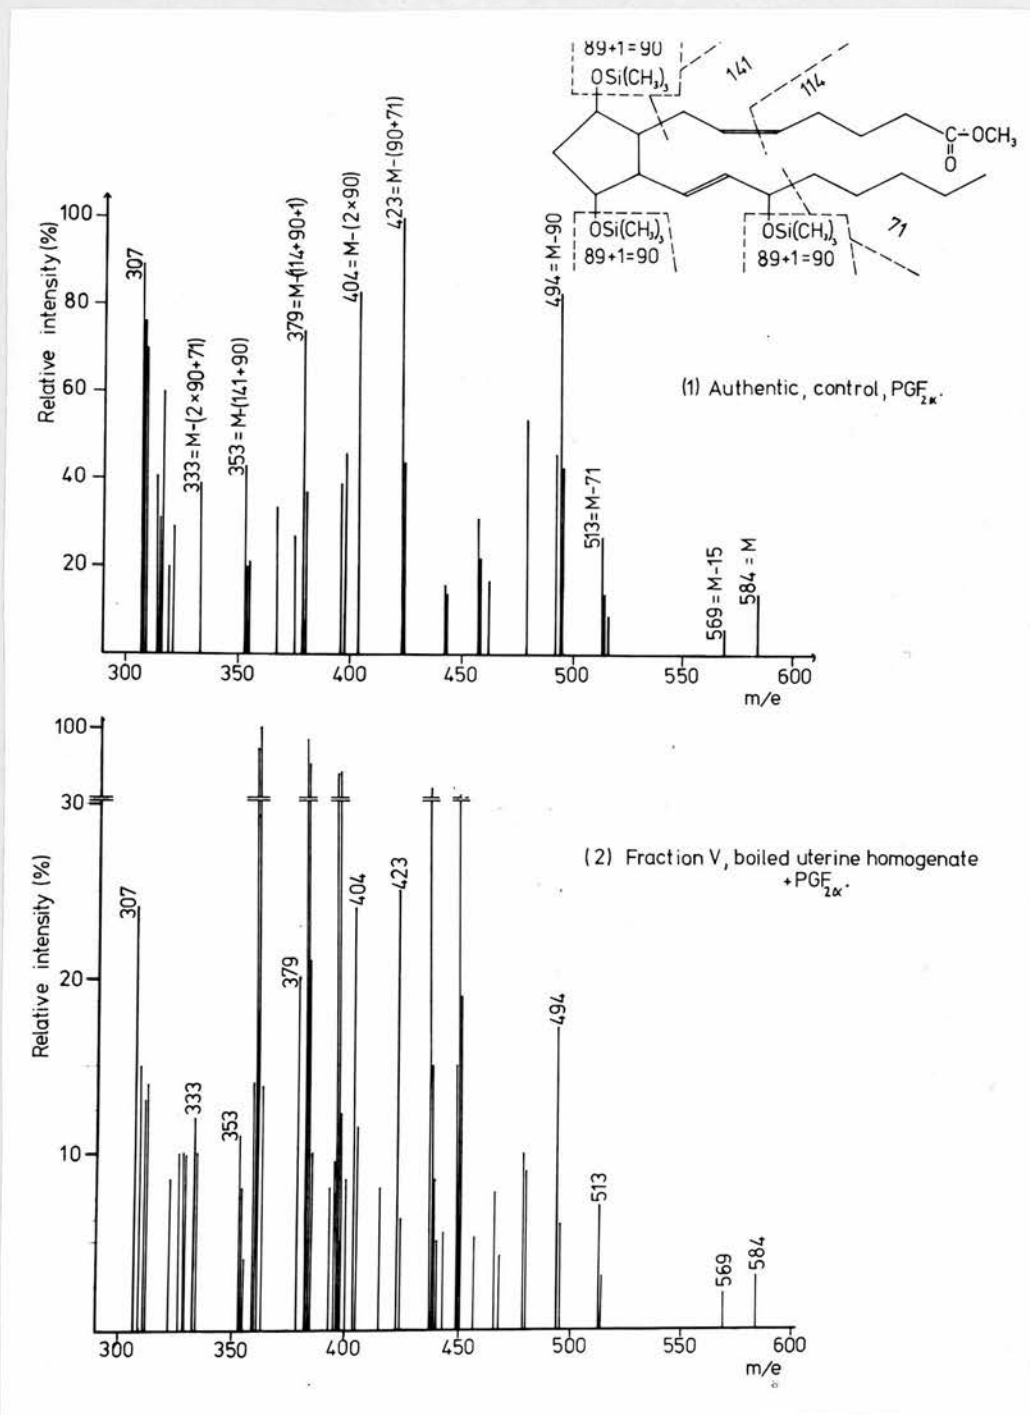 89+1=90
OSi(CH₃)₃
141
114
C∸OCH₃
O
OSi(CH₃)₃
89+1=90
OSi(CH₃)₃
89+1=90
71
Relative intensity (%)
100
80
60
40
20
307
333=M-(2×90+71)
353=M-(141+90)
379=M-(114+90+1)
404=M-(2×90)
423=M-(90+71)
494=M-90
513=M-71
569=M-15
584=M
(1) Authentic, control, PGF₂α.
300
350
400
450
500
550
600
m/e
Relative intensity (%)
100
30
20
10
307
333
353
379
404
423
494
513
569
584
(2) Fraction V, boiled uterine homogenate
+PGF₂α.
300
350
400
450
500
550
600
m/e